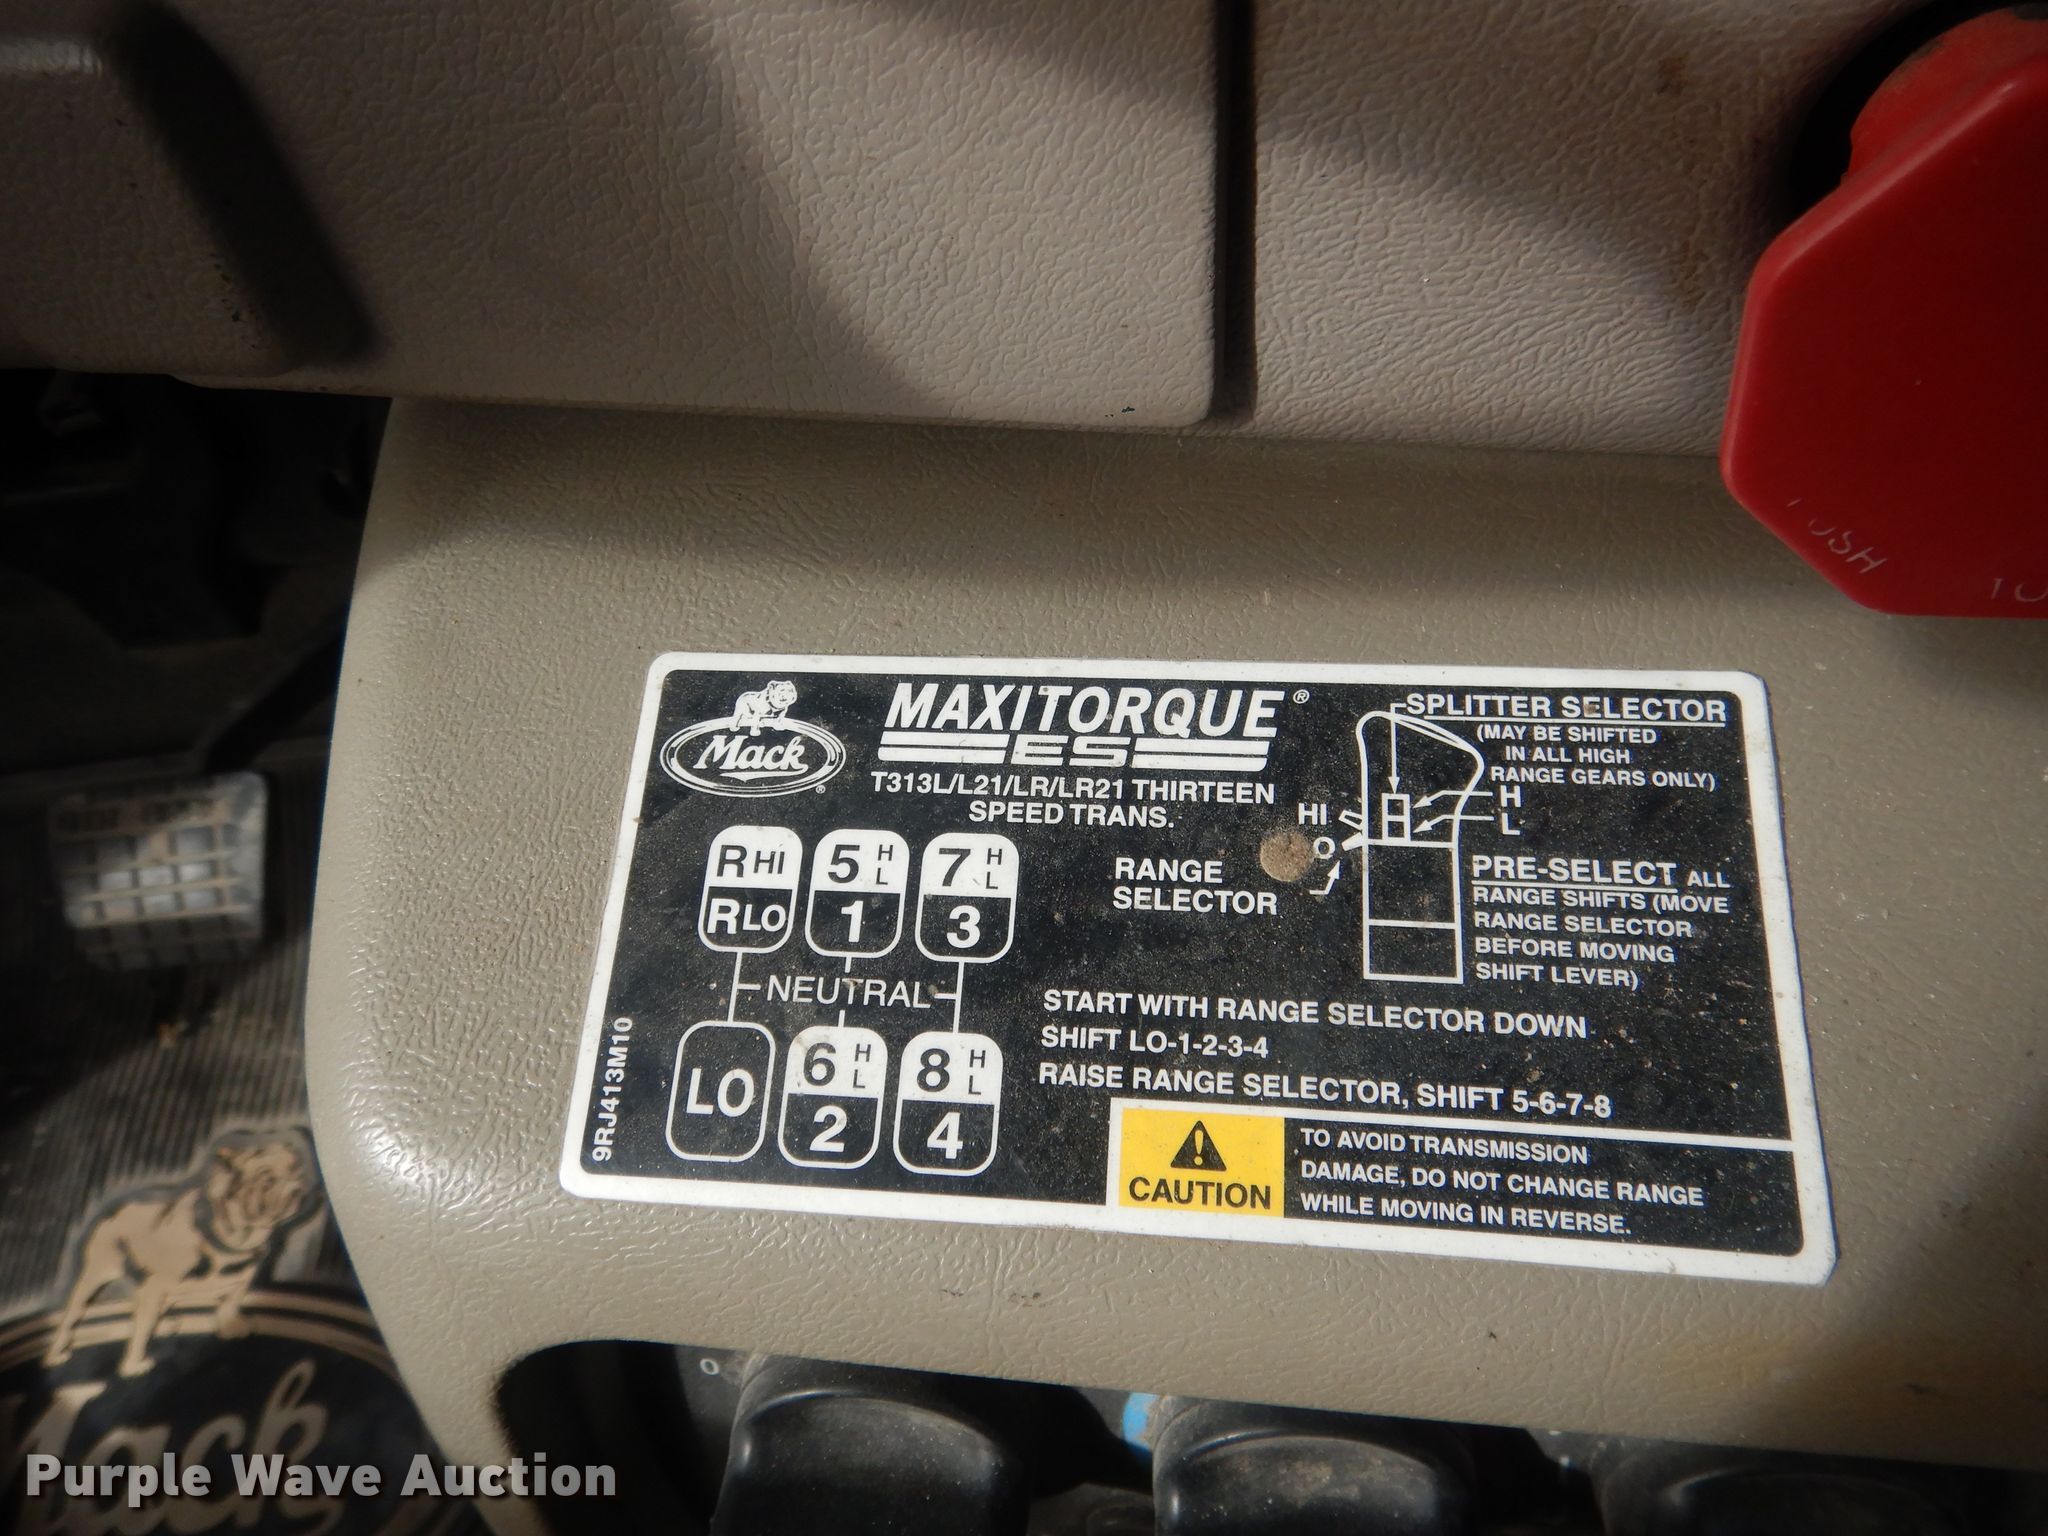 PUSH
Mack
®
MAXITORQUE®
ES
T313L/L21/LR/LR21 THIRTEEN
SPEED TRANS.
SPLITTER SELECTOR
(MAY BE SHIFTED
IN ALL HIGH
RANGE GEARS ONLY)
H
L
HI
RANGE
SELECTOR
PRE-SELECT ALL
RANGE SHIFTS (MOVE
RANGE SELECTOR
BEFORE MOVING
SHIFT LEVER)
R HI 5 H L 7 H L
R LO 1 3
NEUTRAL
LO 6 H L 8 H L
2 4
9RJ413M10
START WITH RANGE SELECTOR DOWN
SHIFT LO-1-2-3-4
RAISE RANGE SELECTOR, SHIFT 5-6-7-8
CAUTION
TO AVOID TRANSMISSION
DAMAGE, DO NOT CHANGE RANGE
WHILE MOVING IN REVERSE.
O
Mack
Purple Wave Auction